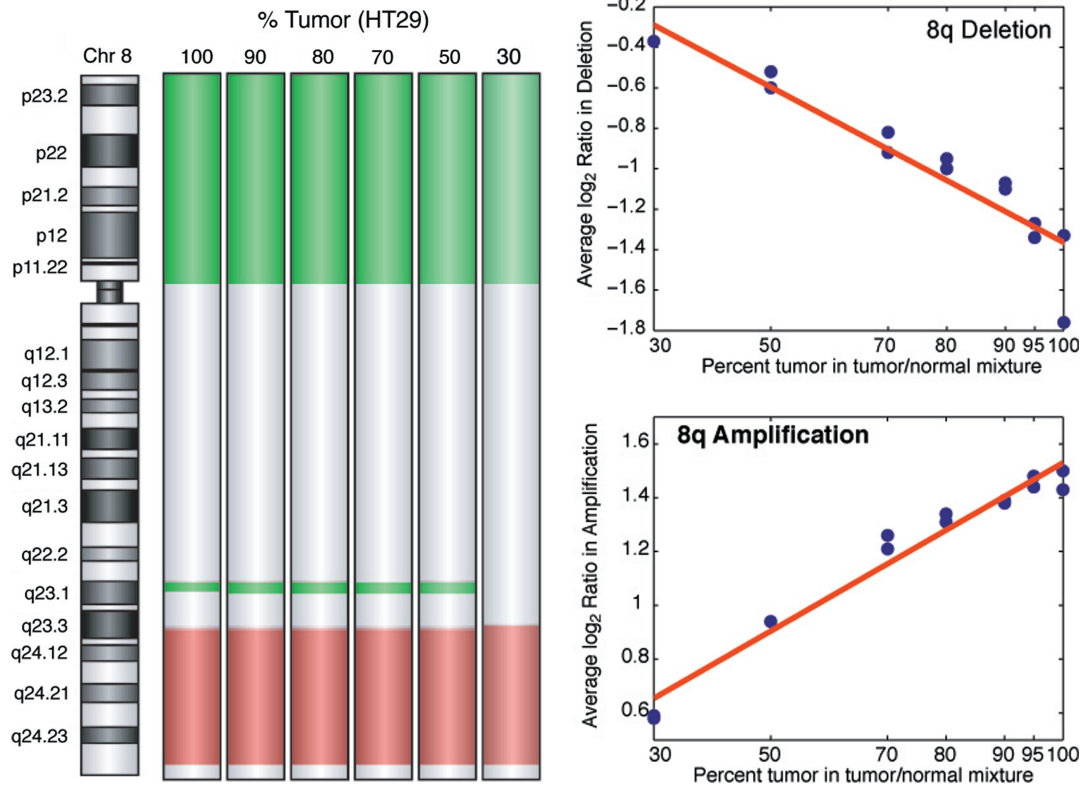 % Tumor (HT29)
Chr 8
100 90 80 70 50 30
p23.2
p22
p21.2
p12
p11.22
q12.1
q12.3
q13.2
q21.11
q21.13
q21.3
q22.2
q23.1
q23.3
q24.12
q24.21
q24.23
8q Deletion
Average log2 Ratio in Deletion
−0.2
−0.4
−0.6
−0.8
−1
−1.2
−1.4
−1.6
−1.8
30 50 70 80 90 95 100
Percent tumor in tumor/normal mixture
8q Amplification
Average log2 Ratio in Amplification
1.6
1.4
1.2
1
0.8
0.6
30 50 70 80 90 95 100
Percent tumor in tumor/normal mixture